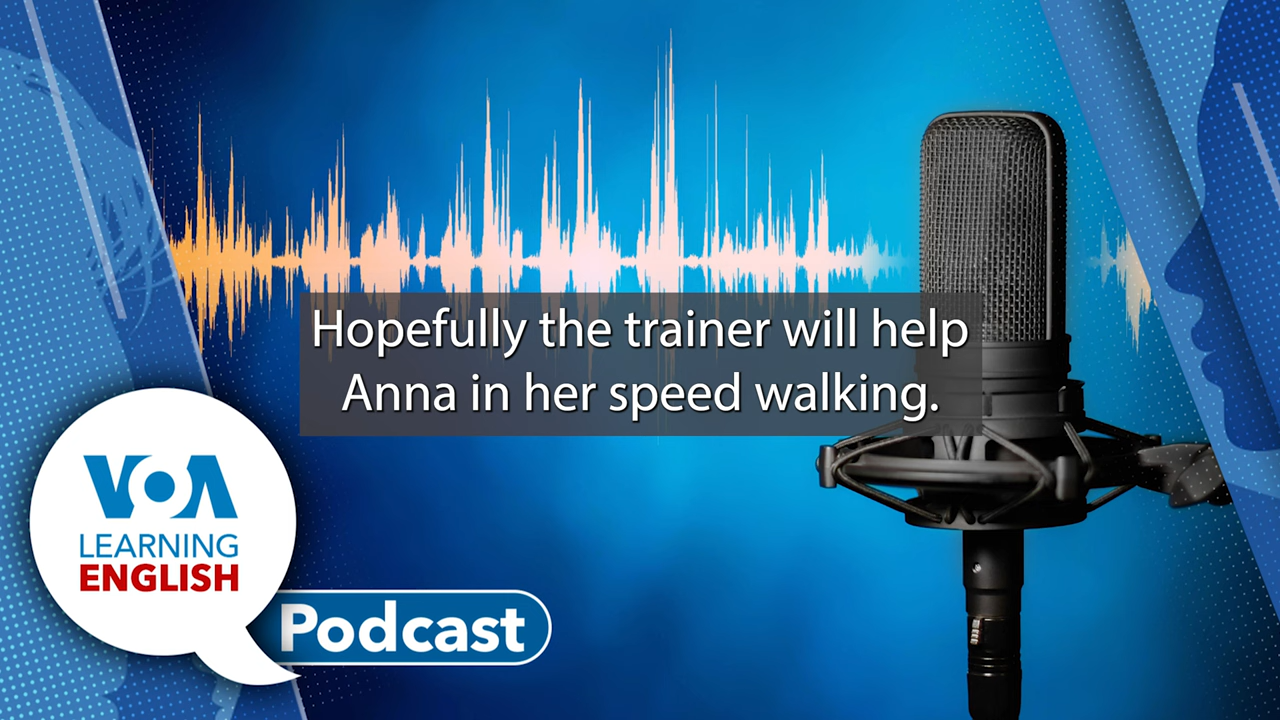 Hopefully the trainer will help
Anna in her speed walking.
VOA
LEARNING
ENGLISH
Podcast